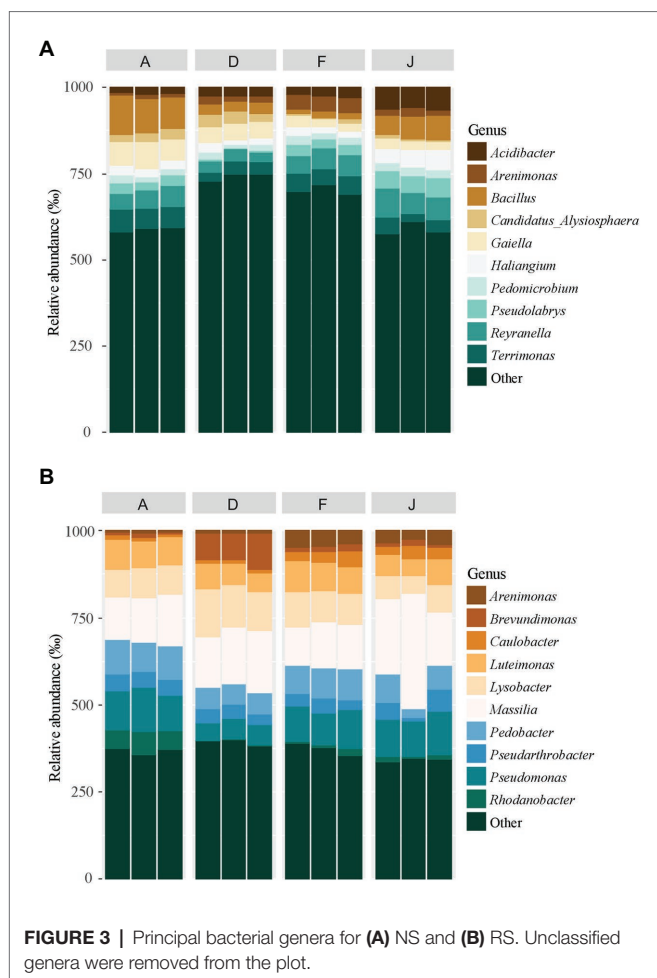 A
A D F J
1000
750
500
250
0
Relative abundance (‰)
Genus
Acidibacter
Arenimonas
Bacillus
Candidatus_Alysiosphaera
Gaiella
Haliangium
Pedomicrobium
Pseudolabrys
Reyranella
Terrimonas
Other
B
A D F J
1000
750
500
250
0
Relative abundance (‰)
Genus
Arenimonas
Brevundimonas
Caulobacter
Luteimonas
Lysobacter
Massilia
Pedobacter
Pseudarthrobacter
Pseudomonas
Rhodanobacter
Other
FIGURE 3 | Principal bacterial genera for (A) NS and (B) RS. Unclassified
genera were removed from the plot.